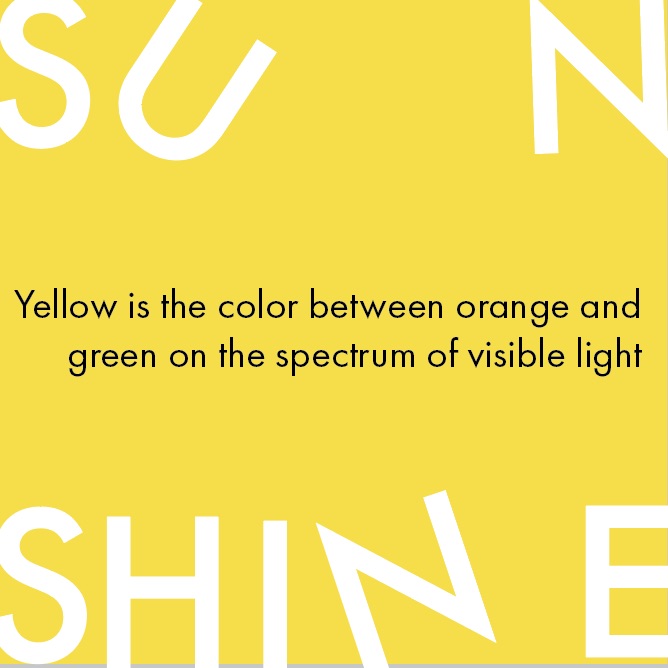 SU N
Yellow is the color between orange and
green on the spectrum of visible light
SHIN E